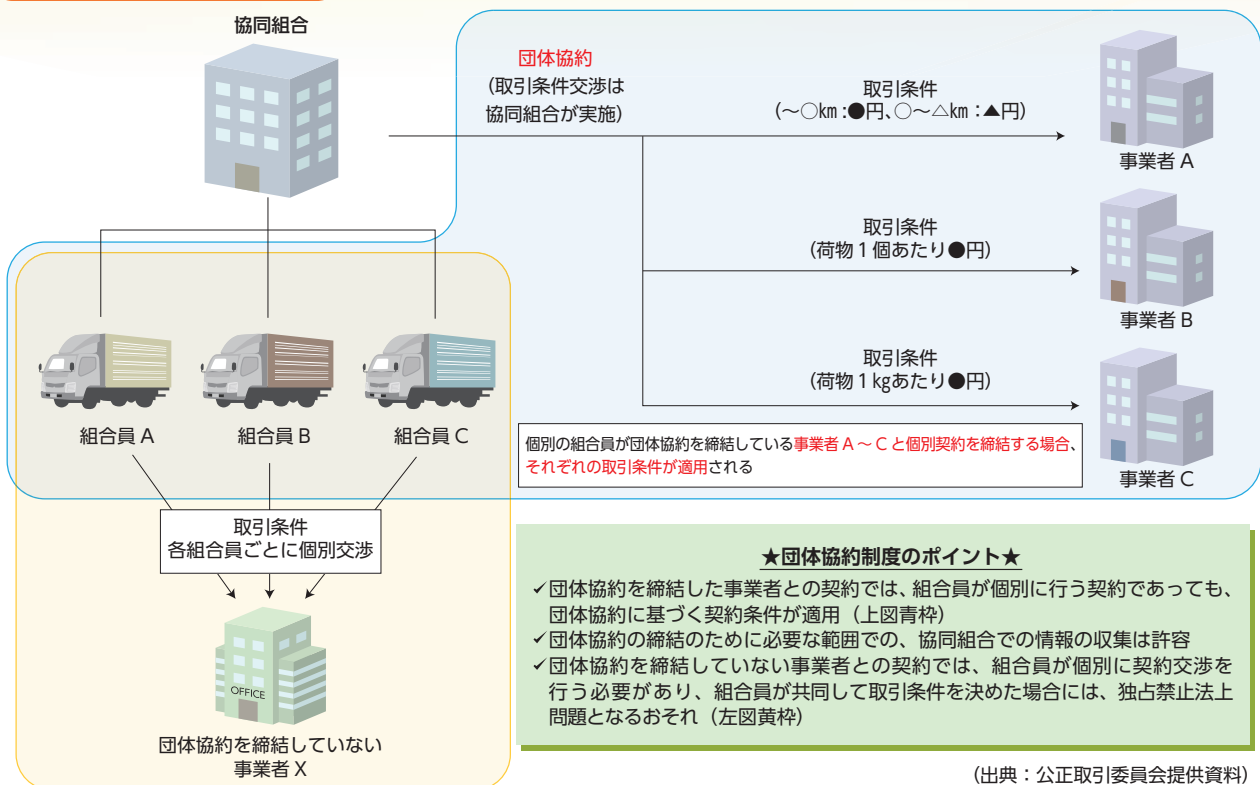 協同組合
団体協約
(取引条件交渉は
協同組合が実施)
取引条件
(～○km：●円、○～△km：▲円)
事業者 A
取引条件
(荷物1個あたり●円)
事業者 B
取引条件
(荷物1kgあたり●円)
事業者 C
組合員 A
組合員 B
組合員 C
個別の組合員が団体協約を締結している事業者 A ～ C と個別契約を締結する場合、
それぞれの取引条件が適用される
取引条件
各組合員ごとに個別交渉
OFFICE
団体協約を締結していない
事業者 X
★団体協約制度のポイント★
✓団体協約を締結した事業者との契約では、組合員が個別に行う契約であっても、
団体協約に基づく契約条件が適用（上図青枠）
✓団体協約の締結のために必要な範囲での、協同組合での情報の収集は許容
✓団体協約を締結していない事業者との契約では、組合員が個別に契約交渉を
行う必要があり、組合員が共同して取引条件を決めた場合には、独占禁止法上
問題となるおそれ（左図黄枠）
（出典：公正取引委員会提供資料）